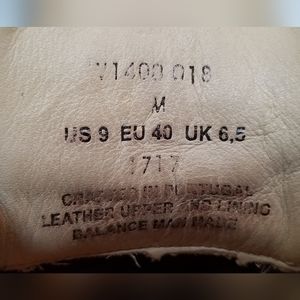 V1400 018
M
US 9 EU 40 UK 6,5
1717
CRAFTED IN PORTUGAL
LEATHER UPPER AND LINING
BALANCE MAN MADE